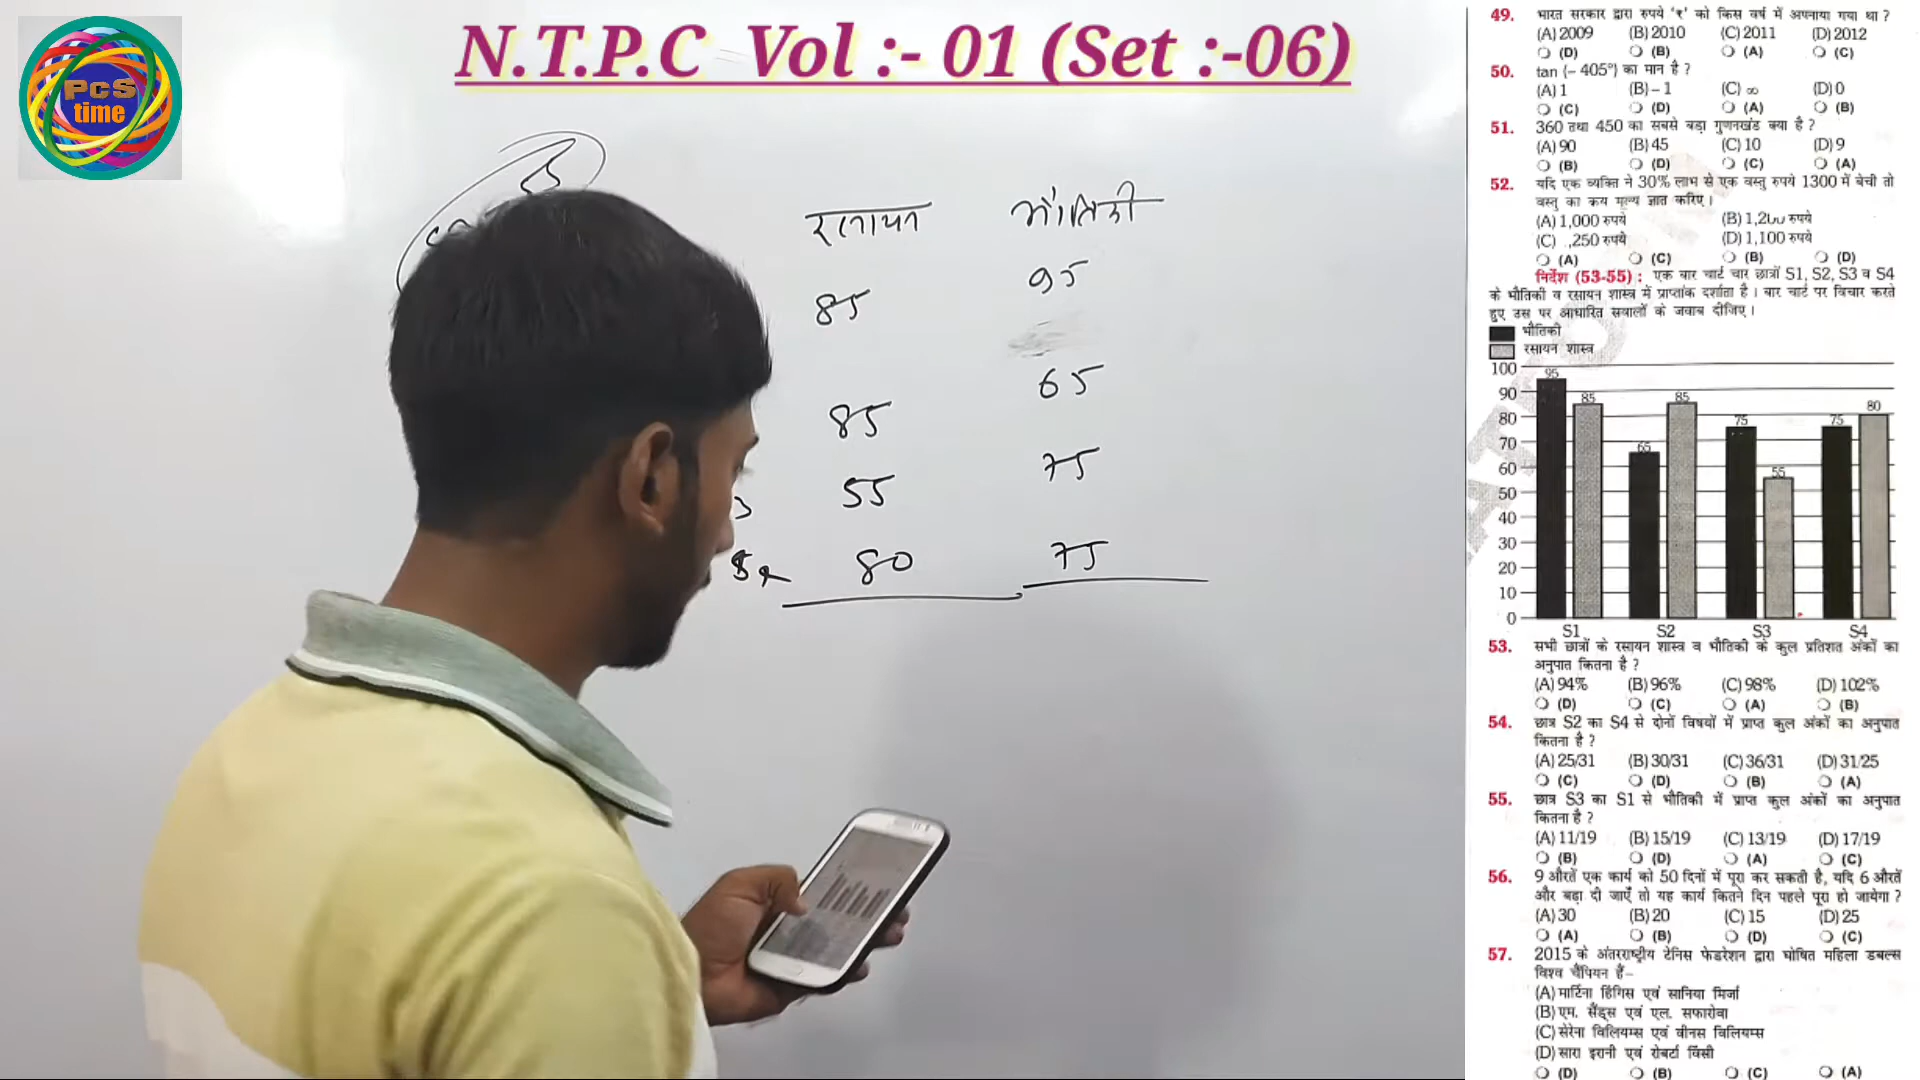 PcS
time
N.T.P.C Vol :- 01 (Set :-06)
रसायन भौतिकी
85 95
85 65
55 75
S4 80 75
49. भारत सरकार द्वारा रुपये ‘₹’ को किस वर्ष में अपनाया गया था ?
(A) 2009 (B) 2010 (C) 2011 (D) 2012
(D) (B) (A) (C)
50. tan (– 405°) का मान है ?
(A) 1 (B) – 1 (C) ∞ (D) 0
(C) (D) (A) (B)
51. 360 तथा 450 का सबसे बड़ा गुणनखंड क्या है ?
(A) 90 (B) 45 (C) 10 (D) 9
(B) (D) (C) (A)
52. यदि एक व्यक्ति ने 30% लाभ से एक वस्तु रुपये 1300 में बेची तो
वस्तु का क्रय मूल्य ज्ञात करिए।
(A) 1,000 रुपये (B) 1,200 रुपये
(C) ,250 रुपये (D) 1,100 रुपये
(A) (C) (B) (D)
निर्देश (53-55) : एक बार चार्ट चार छात्रों S1, S2, S3 व S4
के भौतिकी व रसायन शास्त्र में प्राप्तांक दर्शाता है। बार चार्ट पर विचार करते
हुए उस पर आधारित सवालों के जवाब दीजिए।
भौतिकी
रसायन शास्त्र
100
90
80
70
60
50
40
30
20
10
0
95 85 65 85 75 55 75 80
S1 S2 S3 S4
53. सभी छात्रों के रसायन शास्त्र व भौतिकी के कुल प्रतिशत अंकों का
अनुपात कितना है ?
(A) 94% (B) 96% (C) 98% (D) 102%
(D) (C) (A) (B)
54. छात्र S2 का S4 से दोनों विषयों में प्राप्त कुल अंकों का अनुपात
कितना है ?
(A) 25/31 (B) 30/31 (C) 36/31 (D) 31/25
(C) (D) (B) (A)
55. छात्र S3 का S1 से भौतिकी में प्राप्त कुल अंकों का अनुपात
कितना है ?
(A) 11/19 (B) 15/19 (C) 13/19 (D) 17/19
(B) (D) (A) (C)
56. 9 औरतें एक कार्य को 50 दिनों में पूरा कर सकती है, यदि 6 औरतें
और बढ़ा दी जाएँ तो यह कार्य कितने दिन पहले पूरा हो जायेगा ?
(A) 30 (B) 20 (C) 15 (D) 25
(A) (B) (D) (C)
57. 2015 के अंतरराष्ट्रीय टेनिस फेडरेशन द्वारा घोषित महिला डबल्स
विश्व चैंपियन हैं–
(A) मार्टिना हिंगिस एवं सानिया मिर्जा
(B) एम. सैंड्स एवं एल. सफारोवा
(C) सेरेना विलियम्स एवं वीनस विलियम्स
(D) सारा इरानी एवं रोबर्टा विंसी
(D) (B) (C) (A)